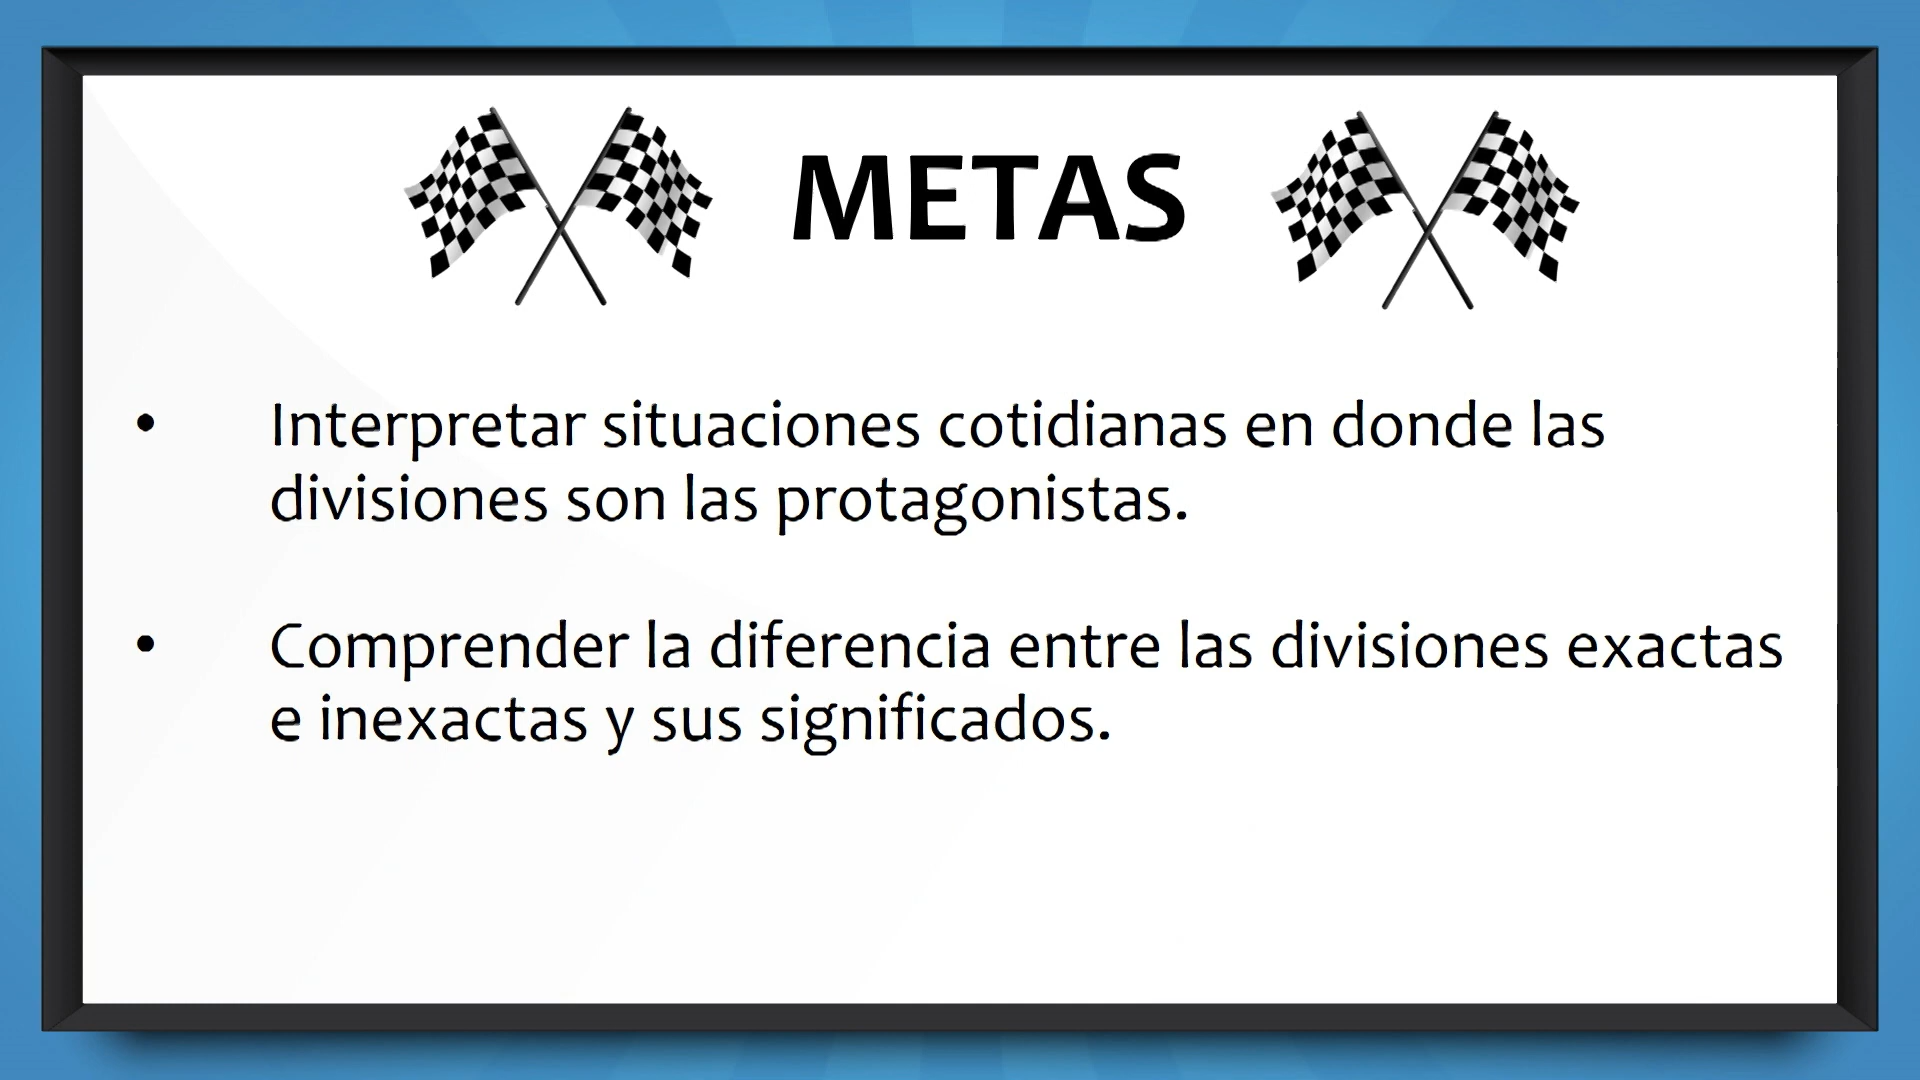 METAS
• Interpretar situaciones cotidianas en donde las
divisiones son las protagonistas.
• Comprender la diferencia entre las divisiones exactas
e inexactas y sus significados.